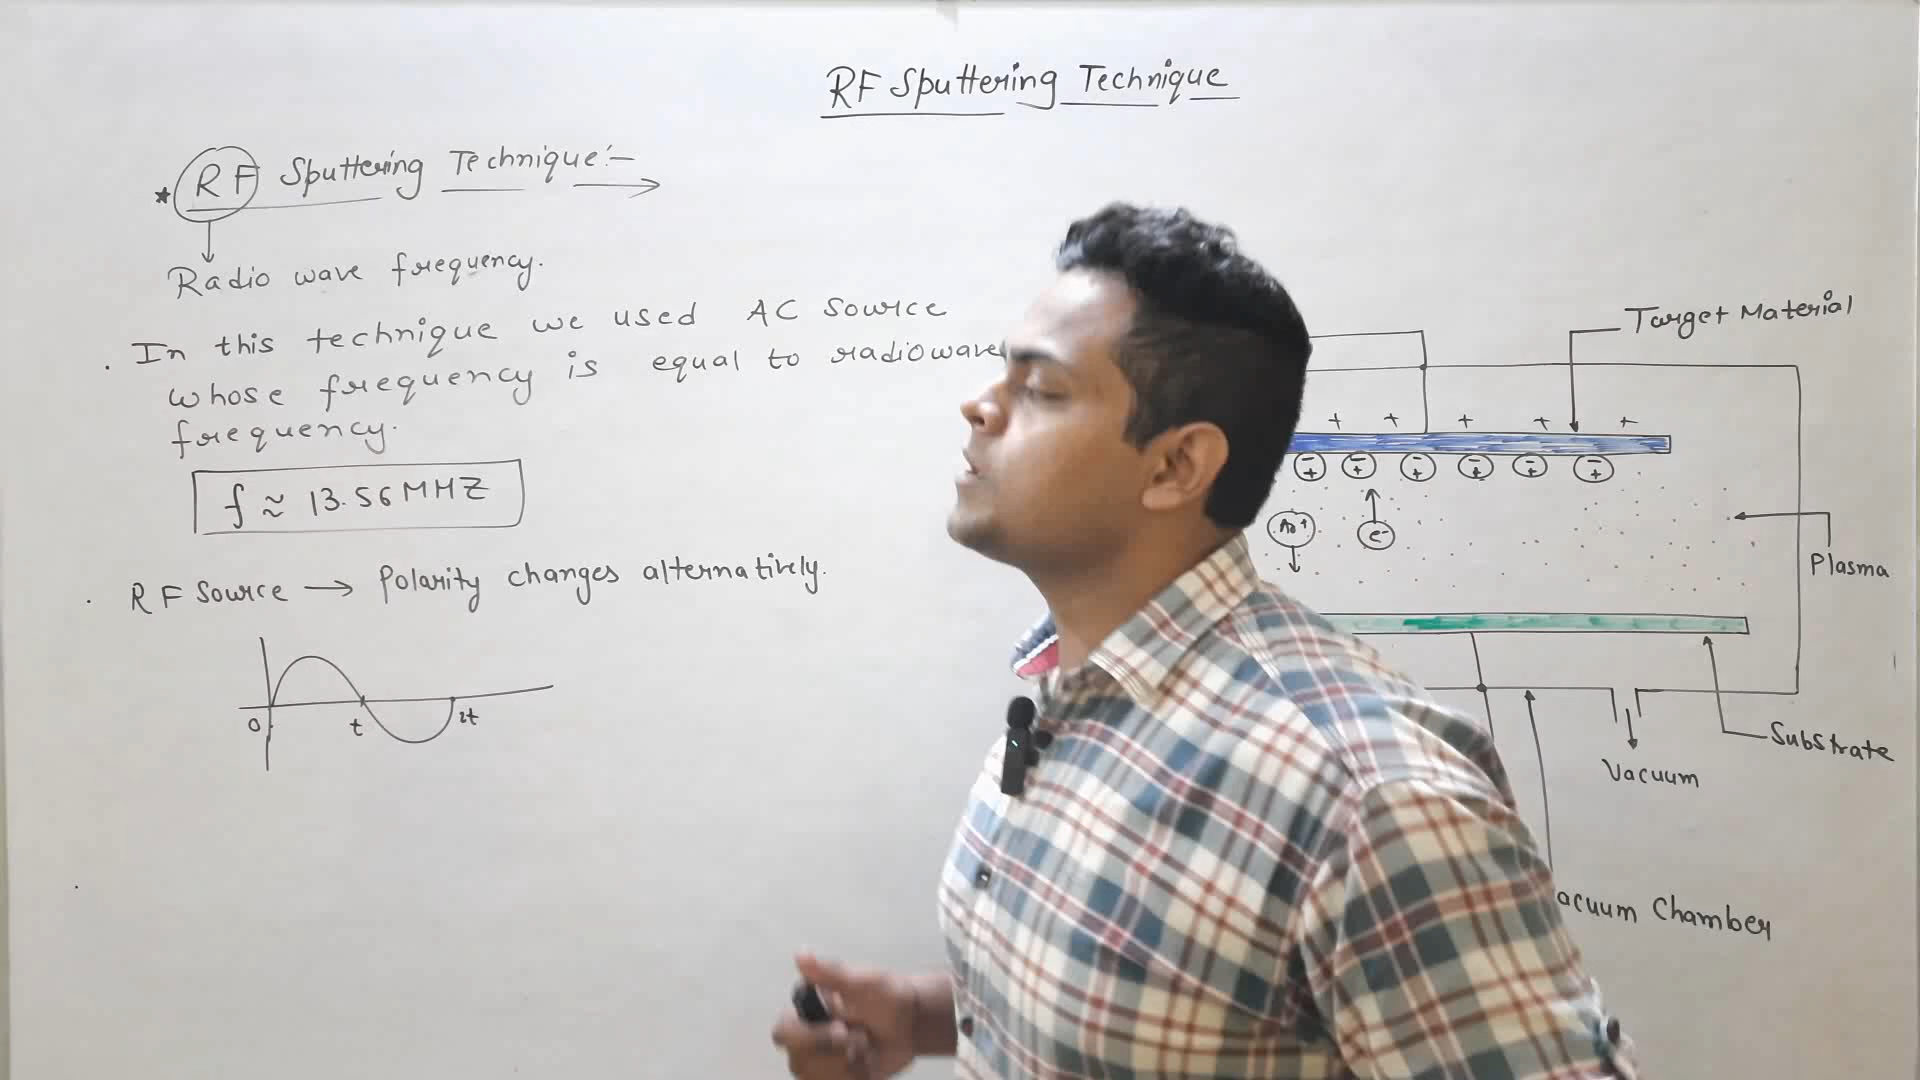 RF Sputtering Technique
* RF Sputtering Technique:-
Radio wave frequency.
. In this technique we used AC source
whose frequency is equal to radiowave
frequency.
f ≈ 13.56 MHZ
. RF Source → Polarity changes alternatively.
0 t 2t
Target Material
+ + + + +
- - - - - -
+ + + + + +
Ar+ e-
Plasma
Substrate
Vacuum
acuum Chamber